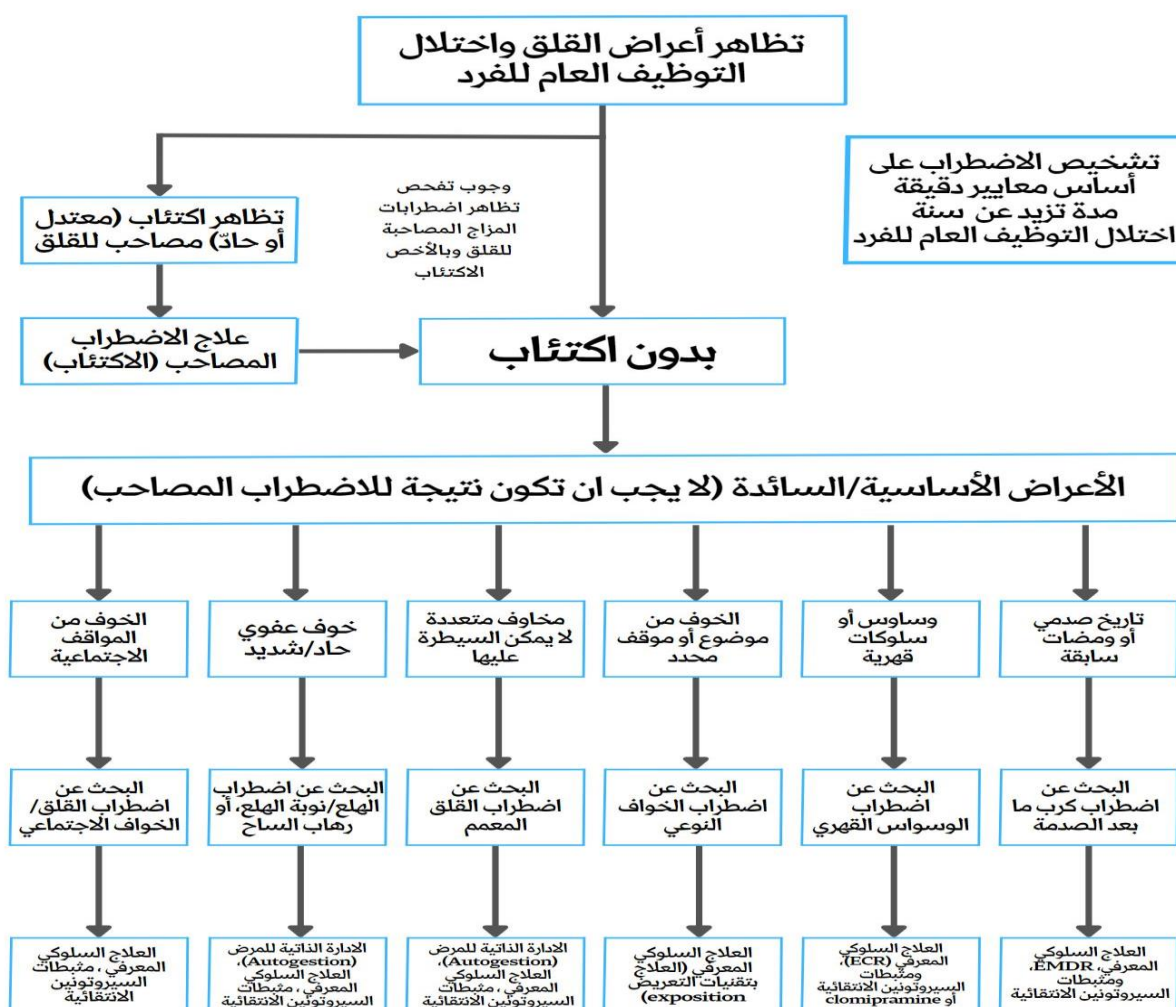 تظاهر أعراض القلق واختلال
التوظيف العام للفرد
تشخيص الاضطراب على
أساس معايير دقيقة
مدة تزيد عن سنة
اختلال التوظيف العام للفرد
وجوب تفحص
تظاهر اضطرابات
المزاج المصاحبة
للقلق وبالأخص
الاكتئاب
تظاهر اكتئاب (معتدل
أو حادّ) مصاحب للقلق
علاج الاضطراب
المصاحب (الاكتئاب)
بدون اكتئاب
الأعراض الأساسية/السائدة (لا يجب ان تكون نتيجة للاضطراب المصاحب)
تاريخ صدمي
أو ومضات
سابقة
وساوس أو
سلوكات
قهرية
الخوف من
موضوع أو موقف
محدد
مخاوف متعددة
لا يمكن السيطرة
عليها
خوف عفوي
حاد/شديد
الخوف من
المواقف
الاجتماعية
البحث عن
اضطراب كرب ما
بعد الصدمة
البحث عن
اضطراب
الوسواس القهري
البحث عن
اضطراب الخواف
النوعي
البحث عن
اضطراب القلق
المعمم
البحث عن اضطراب
الهلع/نوبة الهلع، أو
رهاب الساح
البحث عن
اضطراب القلق/
الخواف الاجتماعي
العلاج السلوكي
المعرفي، EMDR،
ومثبطات
السيروتونين الانتقائية
العلاج السلوكي
المعرفي (ECR)،
ومثبطات
السيروتونين الانتقائية
أو clomipramine
العلاج السلوكي
المعرفي (العلاج
بتقنيات التعريض
exposition)
الادارة الذاتية للمرض
(Autogestion)،
العلاج السلوكي
المعرفي ، مثبطات
السيروتونين الانتقائية
الادارة الذاتية للمرض
(Autogestion)،
العلاج السلوكي
المعرفي ، مثبطات
السيروتونين الانتقائية
العلاج السلوكي
المعرفي ، مثبطات
السيروتونين
الانتقائية